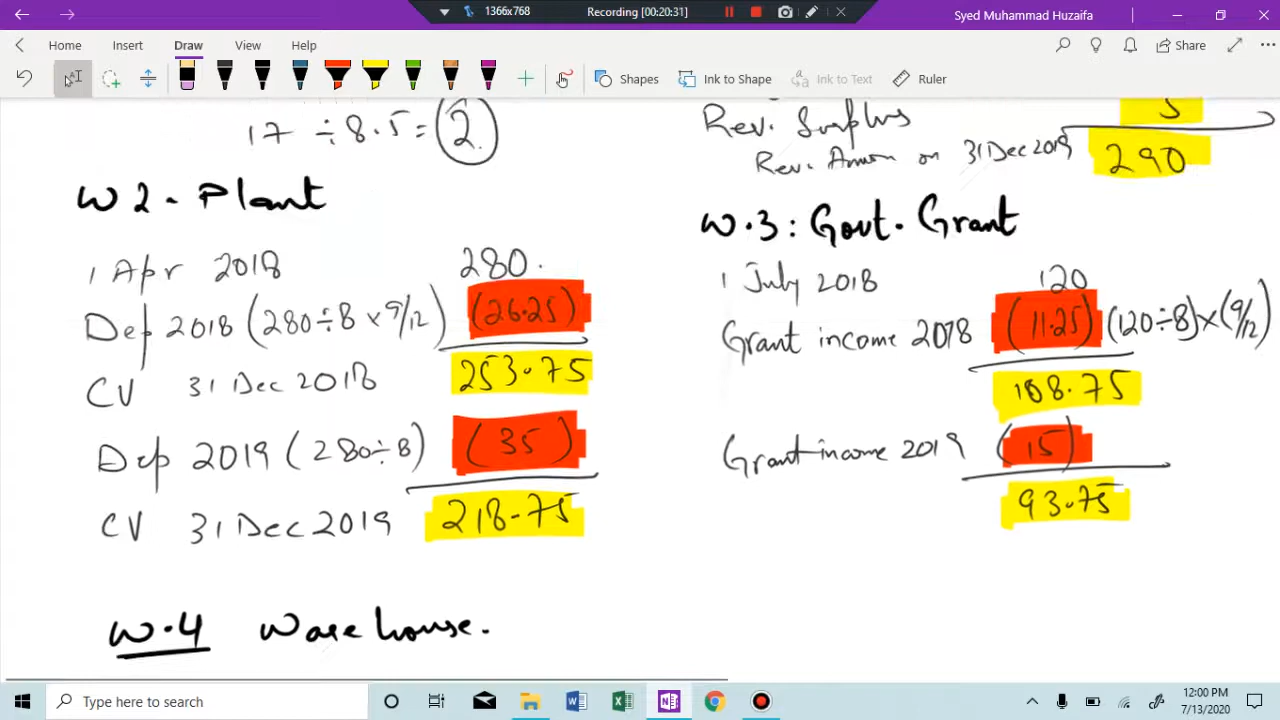 1366x768
Recording [00:20:31]
Syed Muhammad Huzaifa
Home Insert Draw View Help
Share
Shapes
Ink to Shape
Ink to Text
Ruler
17 ÷ 8.5 = 2
W2 - Plant
1 Apr 2018 280
Dep 2018 (280÷8 x 9/12) (26.25)
CV 31 Dec 2018 253.75
Dep 2019 (280÷8) (35)
CV 31 Dec 2019 218.75
W.4 Warehouse.
Rev. Surplus 5
Rev. Amon on 31 Dec 2019 290
W.3: Govt. Grant
1 July 2018 120
Grant income 2018 (11.25) (120÷8) x (9/12)
108.75
Grant income 2019 (15)
93.75
Type here to search
12:00 PM
7/13/2020